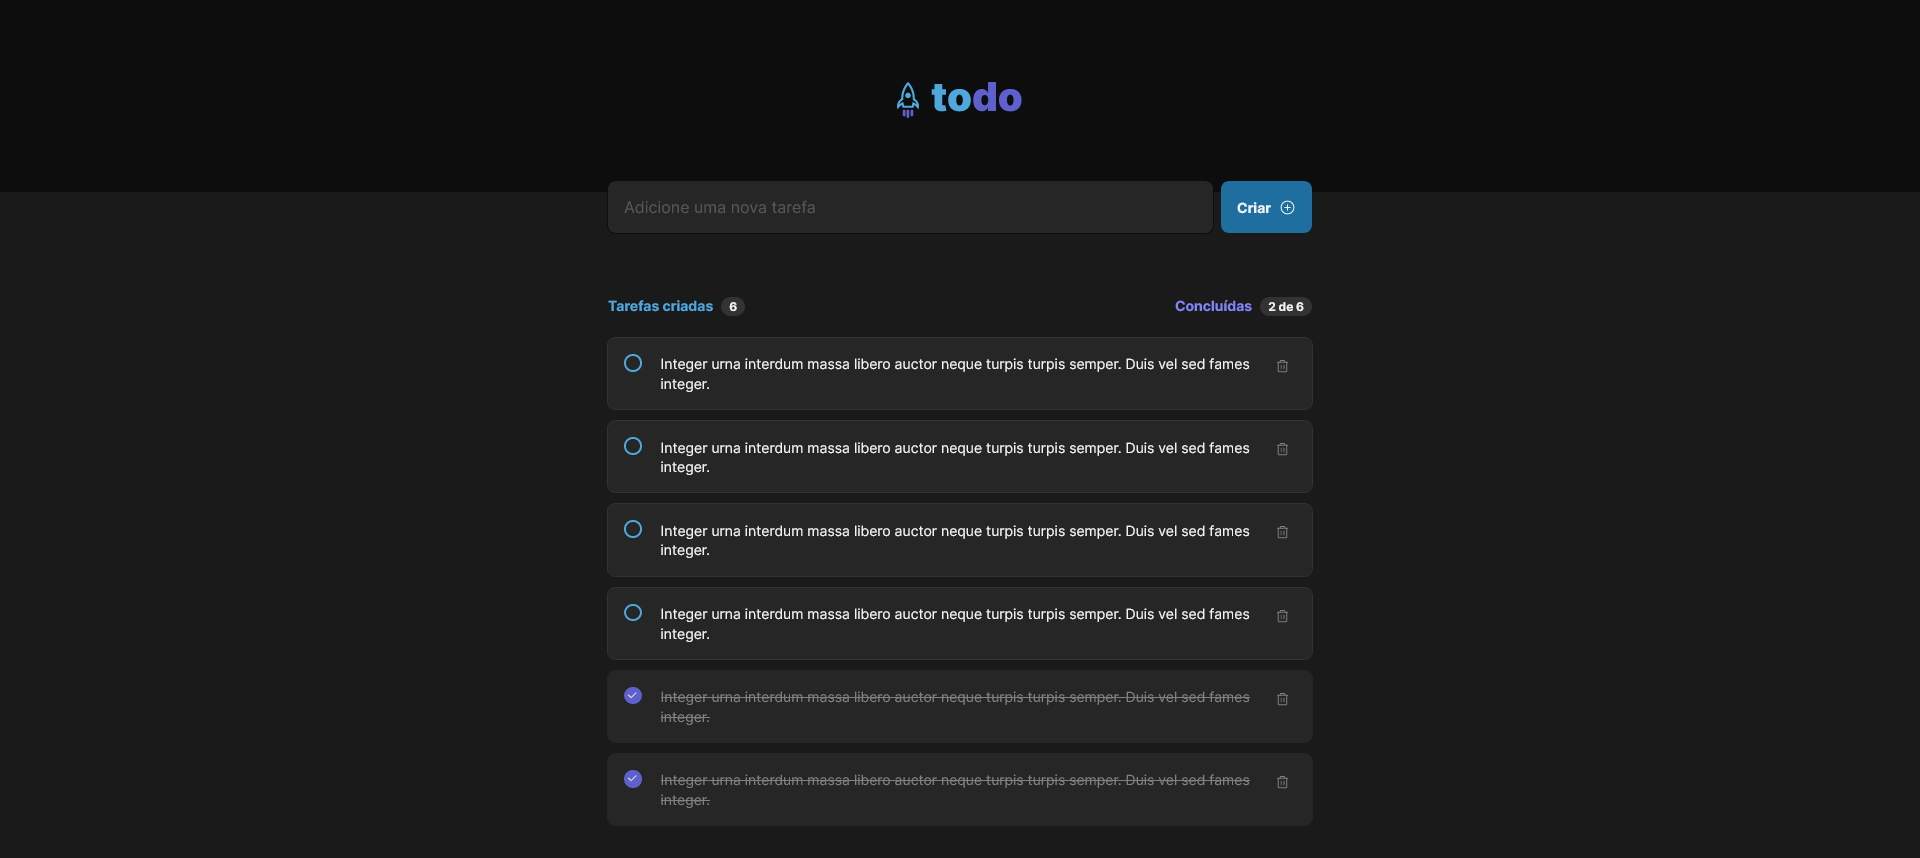 todo
Adicione uma nova tarefa
Criar
Tarefas criadas 6
Concluídas 2 de 6
Integer urna interdum massa libero auctor neque turpis turpis semper. Duis vel sed fames
integer.
Integer urna interdum massa libero auctor neque turpis turpis semper. Duis vel sed fames
integer.
Integer urna interdum massa libero auctor neque turpis turpis semper. Duis vel sed fames
integer.
Integer urna interdum massa libero auctor neque turpis turpis semper. Duis vel sed fames
integer.
Integer urna interdum massa libero auctor neque turpis turpis semper. Duis vel sed fames
integer.
Integer urna interdum massa libero auctor neque turpis turpis semper. Duis vel sed fames
integer.